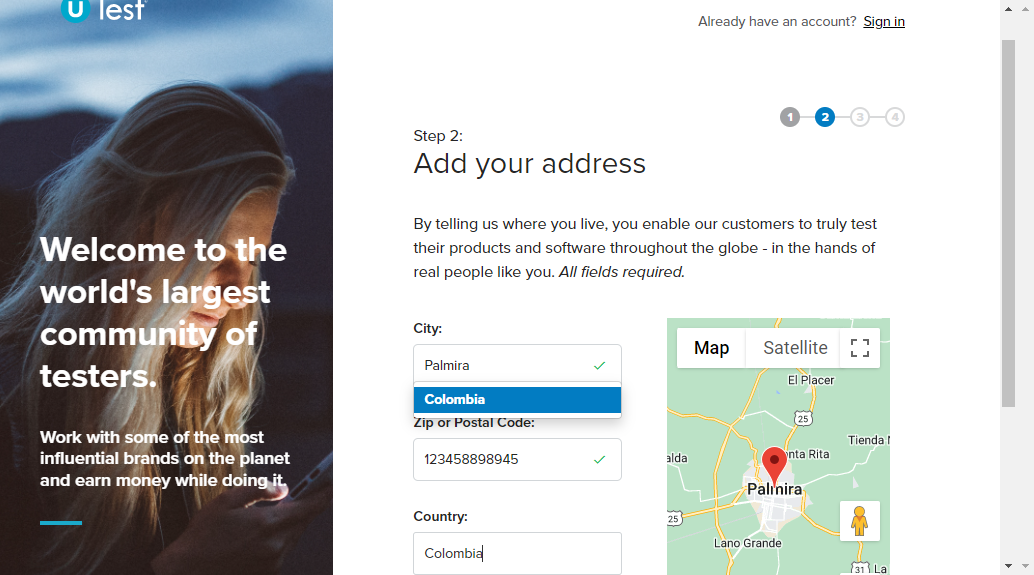 U Test
Already have an account? Sign in
1 2 3 4
Step 2:
Add your address
By telling us where you live, you enable our customers to truly test
their products and software throughout the globe - in the hands of
real people like you. All fields required.
Welcome to the
world's largest
community of
testers.
Work with some of the most
influential brands on the planet
and earn money while doing it.
City:
Palmira
Colombia
Zip or Postal Code:
123458898945
Country:
Colombia
Map Satellite
El Placer
25
Tienda
alda
nta Rita
Palmira
25
Lano Grande
31 La